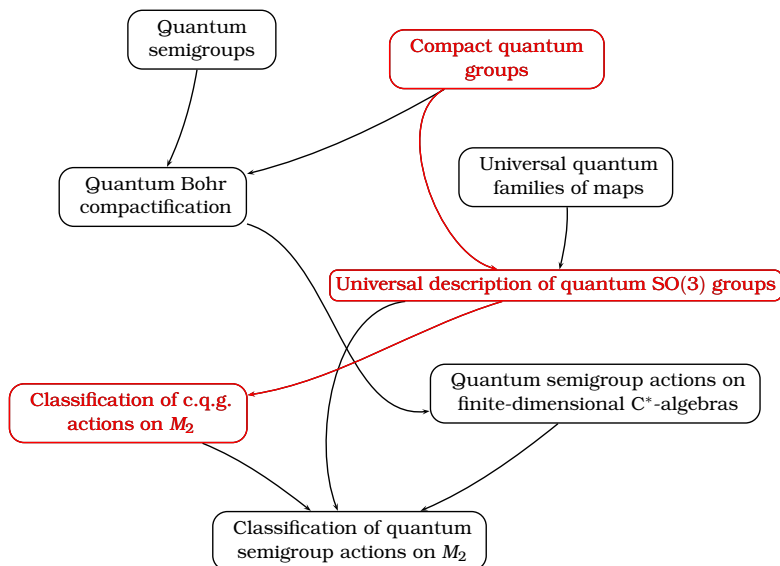 Quantum
semigroups
Compact quantum
groups
Universal quantum
families of maps
Quantum Bohr
compactification
Universal description of quantum SO(3) groups
Quantum semigroup actions on
finite-dimensional C*-algebras
Classification of c.q.g.
actions on M₂
Classification of quantum
semigroup actions on M₂